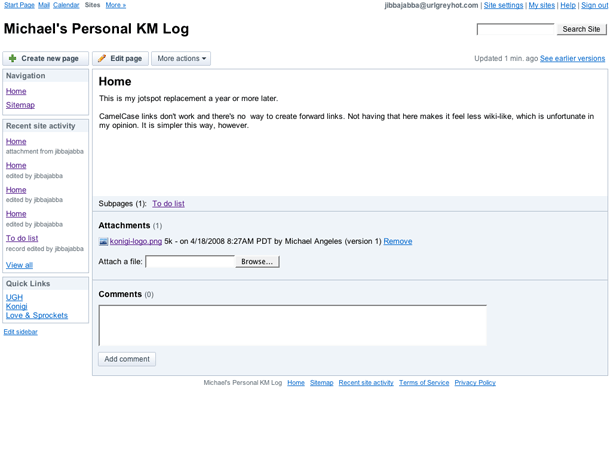 Start Page Mail Calendar Sites More »
jibbajabba@urlgreyhot.com | Site settings | My sites | Help | Sign out
Michael's Personal KM Log
Search Site
Create new page
Edit page
More actions
Updated 1 min. ago See earlier versions
Navigation
Home
Sitemap
Recent site activity
Home
attachment from jibbajabba
Home
edited by jibbajabba
Home
edited by jibbajabba
Home
edited by jibbajabba
To do list
record edited by jibbajabba
View all
Quick Links
UGH
Konigi
Love & Sprockets
Edit sidebar
Home
This is my jotspot replacement a year or more later.
CamelCase links don't work and there's no way to create forward links. Not having that here makes it feel less wiki-like, which is unfortunate in
my opinion. It is simpler this way, however.
Subpages (1): To do list
Attachments (1)
konigi-logo.png 5k - on 4/18/2008 8:27AM PDT by Michael Angeles (version 1) Remove
Attach a file: Browse...
Comments (0)
Add comment
Michael's Personal KM Log Home Sitemap Recent site activity Terms of Service Privacy Policy